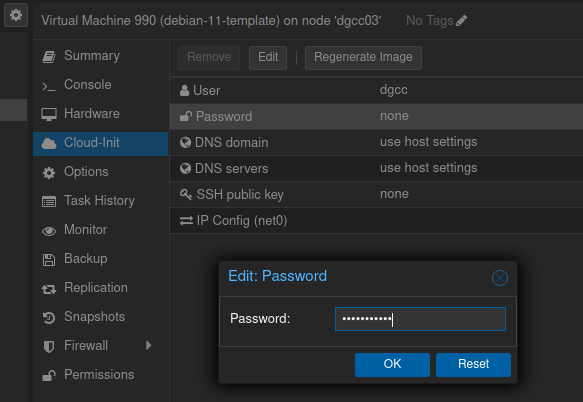 Virtual Machine 990 (debian-11-template) on node 'dgcc03' No Tags
Summary
Console
Hardware
Cloud-Init
Options
Task History
Monitor
Backup
Replication
Snapshots
Firewall
Permissions
Remove Edit Regenerate Image
User dgcc
Password none
DNS domain use host settings
DNS servers use host settings
SSH public key none
IP Config (net0)
Edit: Password
Password: •••••••••••
OK Reset